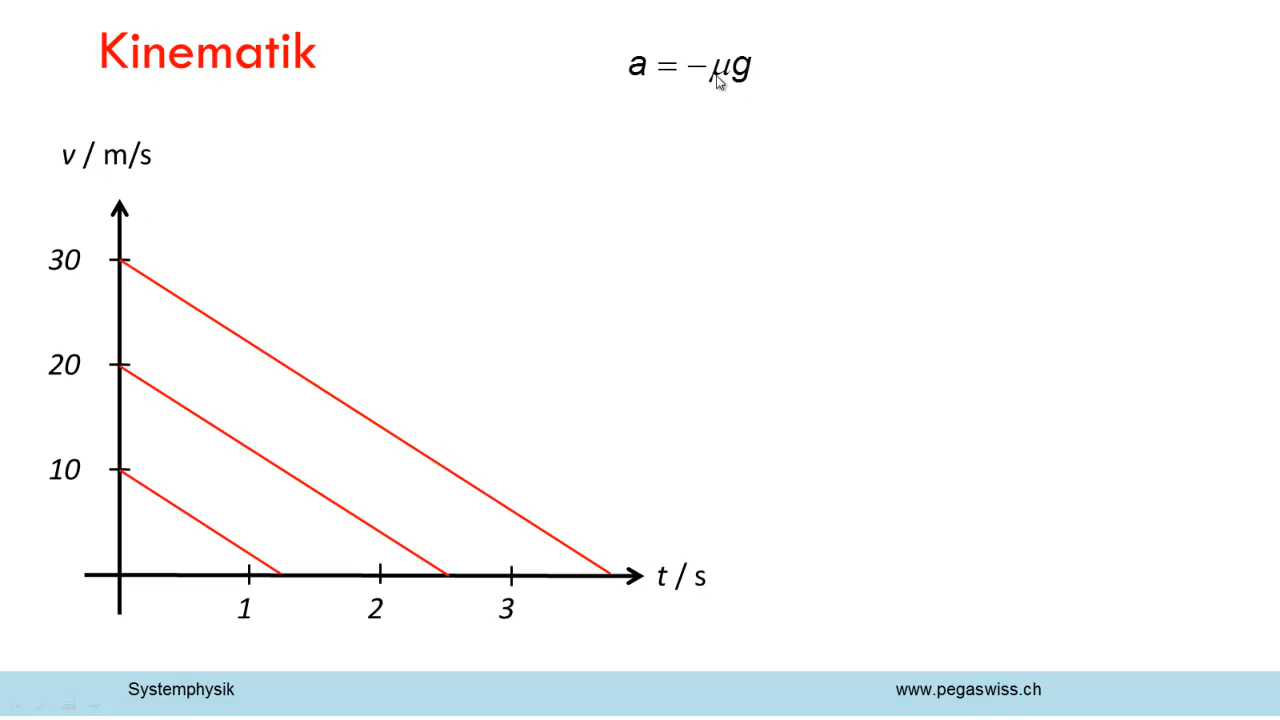 Kinematik
a = −μg
v / m/s
30
20
10
t / s
1 2 3
Systemphysik www.pegaswiss.ch